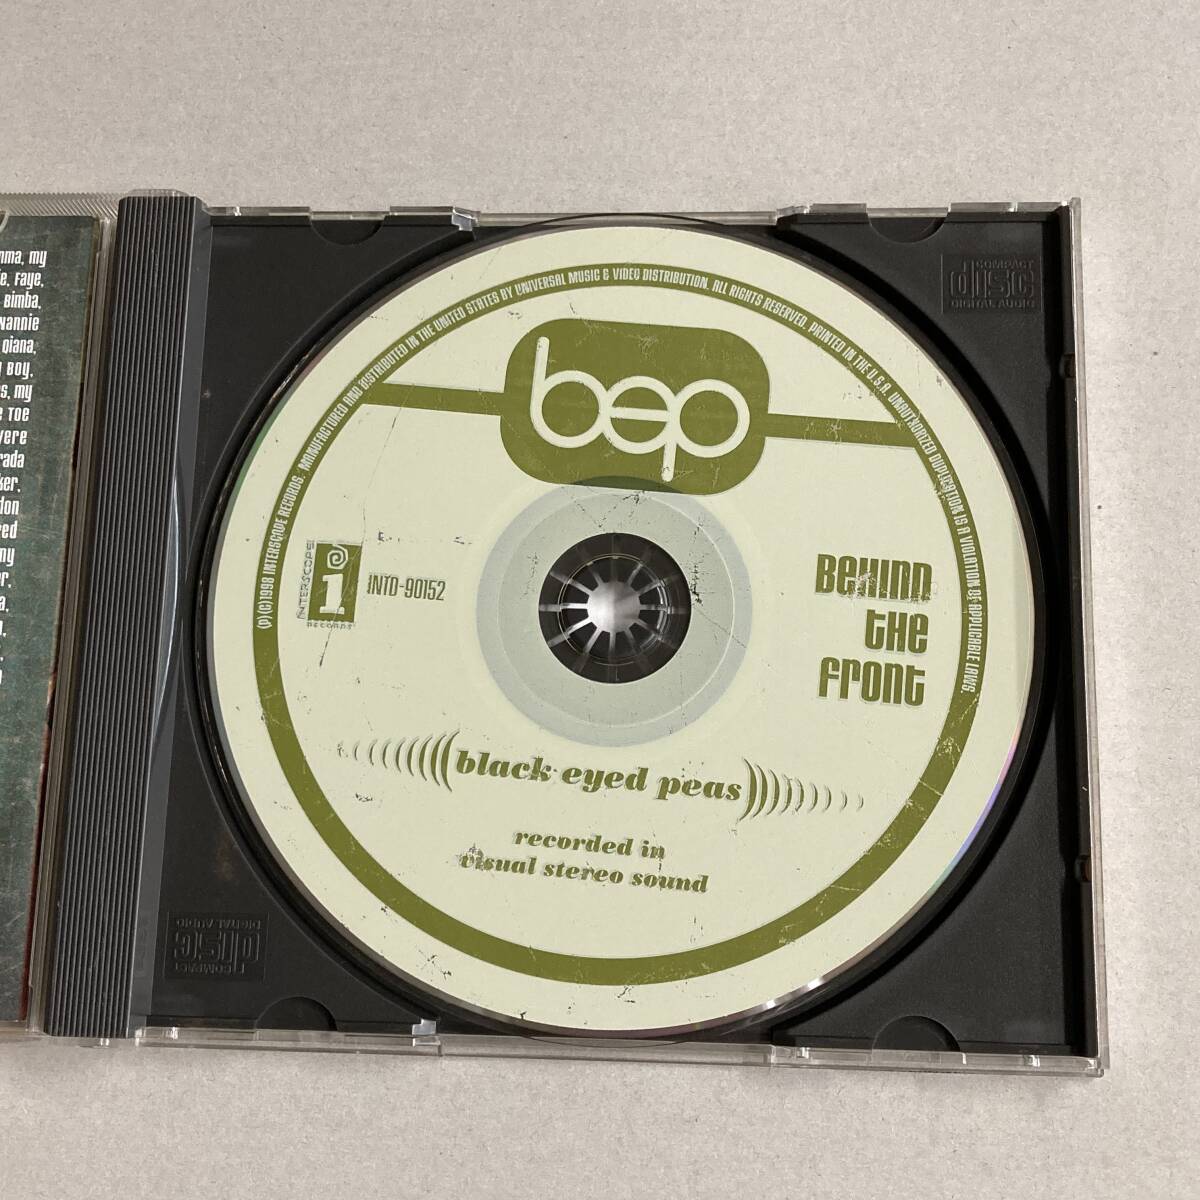 mma, my
e, Faye,
Bimba,
Nannie
Qiana,
Boy,
s, my
e Toe
vere
rada
ker,
don
red
my
er,
a,
COMPACT
disc
DIGITAL AUDIO
(P)(C)1998 INTERSCOPE RECORDS. MANUFACTURED AND DISTRIBUTED IN THE UNITED STATES BY UNIVERSAL MUSIC & VIDEO DISTRIBUTION. ALL RIGHTS RESERVED. PRINTED IN THE U.S.A. UNAUTHORIZED DUPLICATION IS A VIOLATION OF APPLICABLE LAWS.
bep
INTERSCOPE
i
RECORDS
INTD-90152
BEHIND
tHE
Front
black eyed peas
recorded in
visual stereo sound
COMPACT
disc
DIGITAL AUDIO